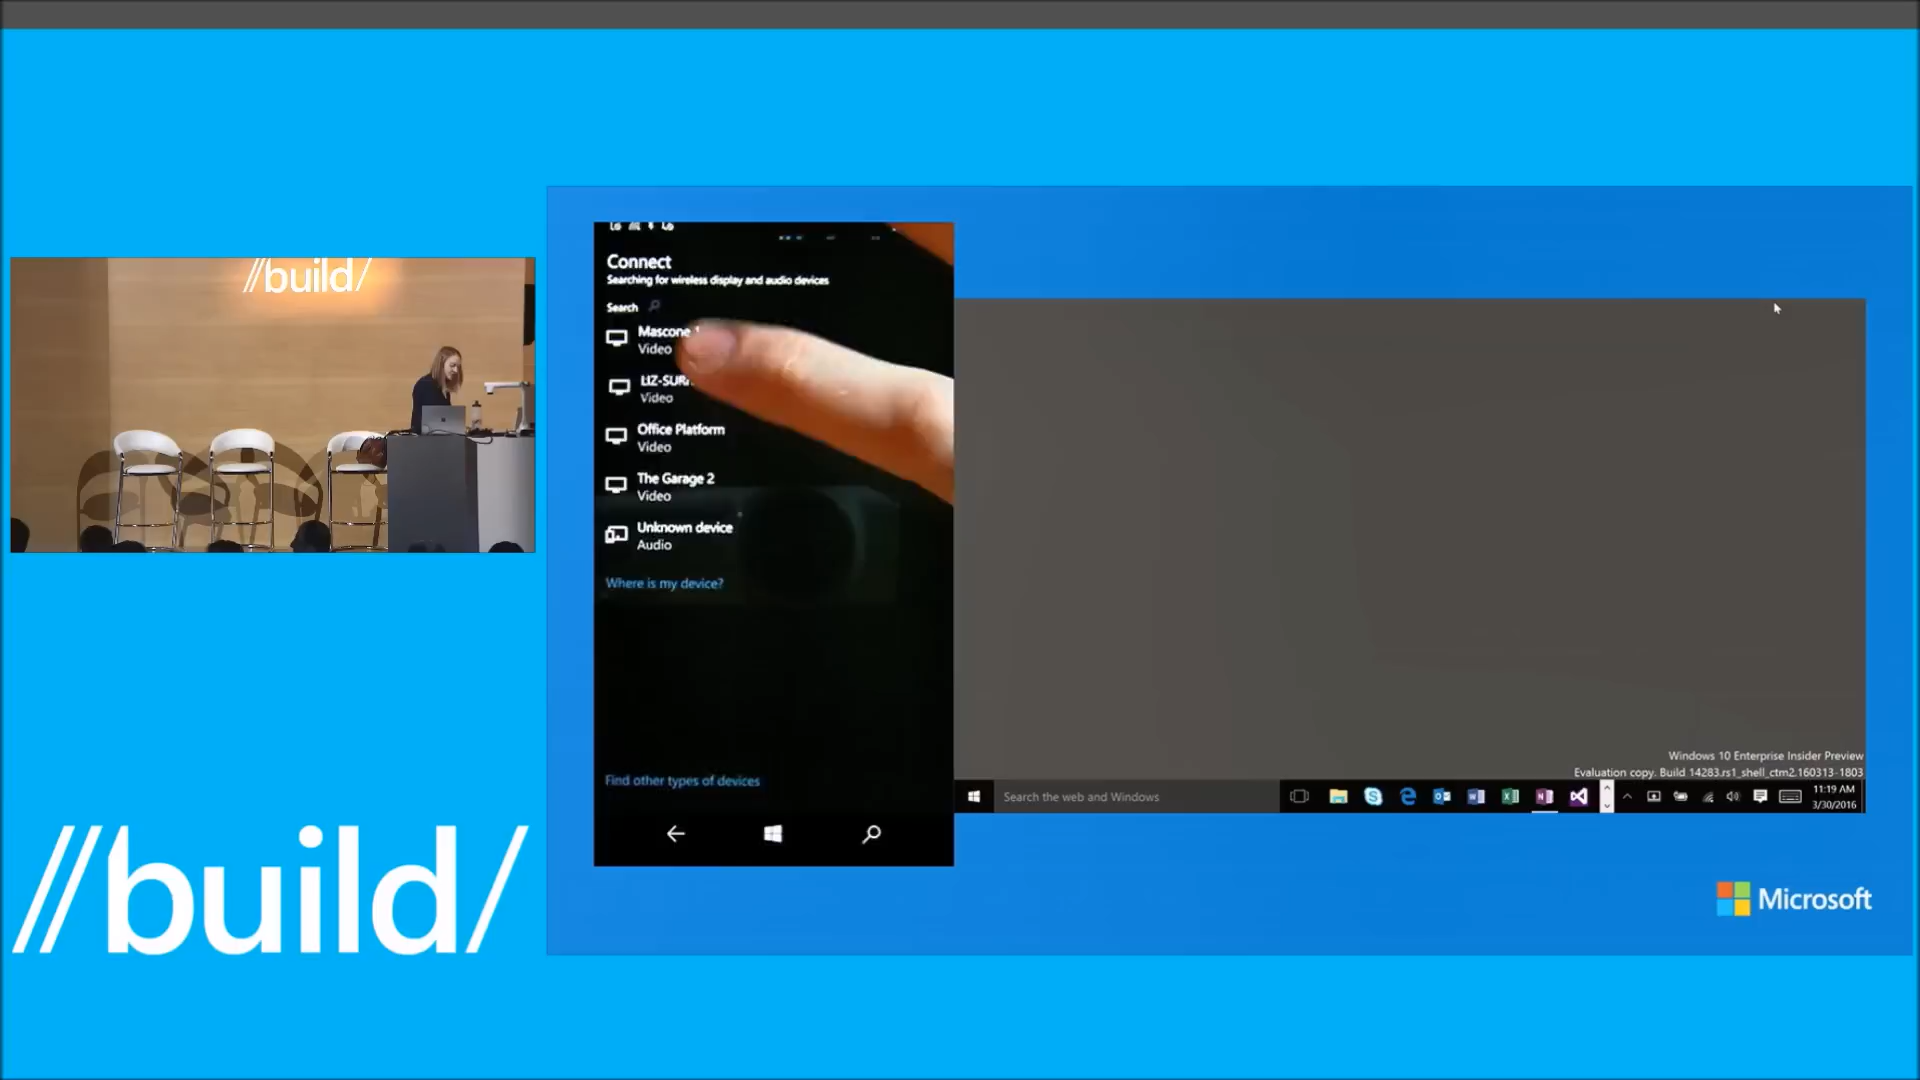 //build/
//build/
Connect
Searching for wireless display and audio devices
Search
Mascone
Video
Video
Office Platform
Video
The Garage 2
Video
Unknown device
Audio
Where is my device?
Find other types of devices
Windows 10 Enterprise Insider Preview
Evaluation copy. Build 14283.rs1_shell_ctm2.160313-1803
Search the web and Windows
11:19 AM
3/30/2016
Microsoft